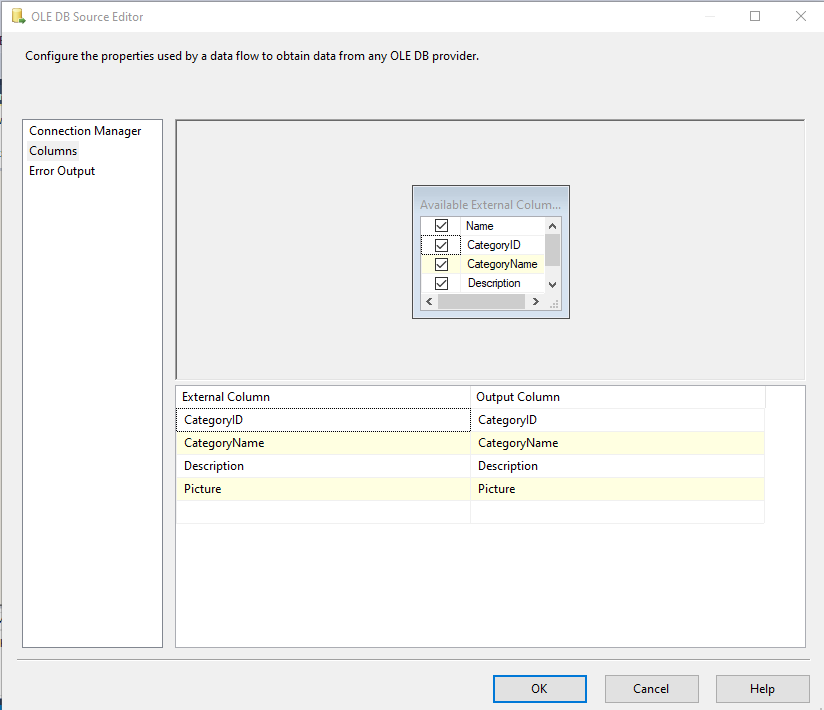 OLE DB Source Editor
Configure the properties used by a data flow to obtain data from any OLE DB provider.
Connection Manager
Columns
Error Output
Available External Colum...
Name
CategoryID
CategoryName
Description
External Column Output Column
CategoryID CategoryID
CategoryName CategoryName
Description Description
Picture Picture
OK Cancel Help